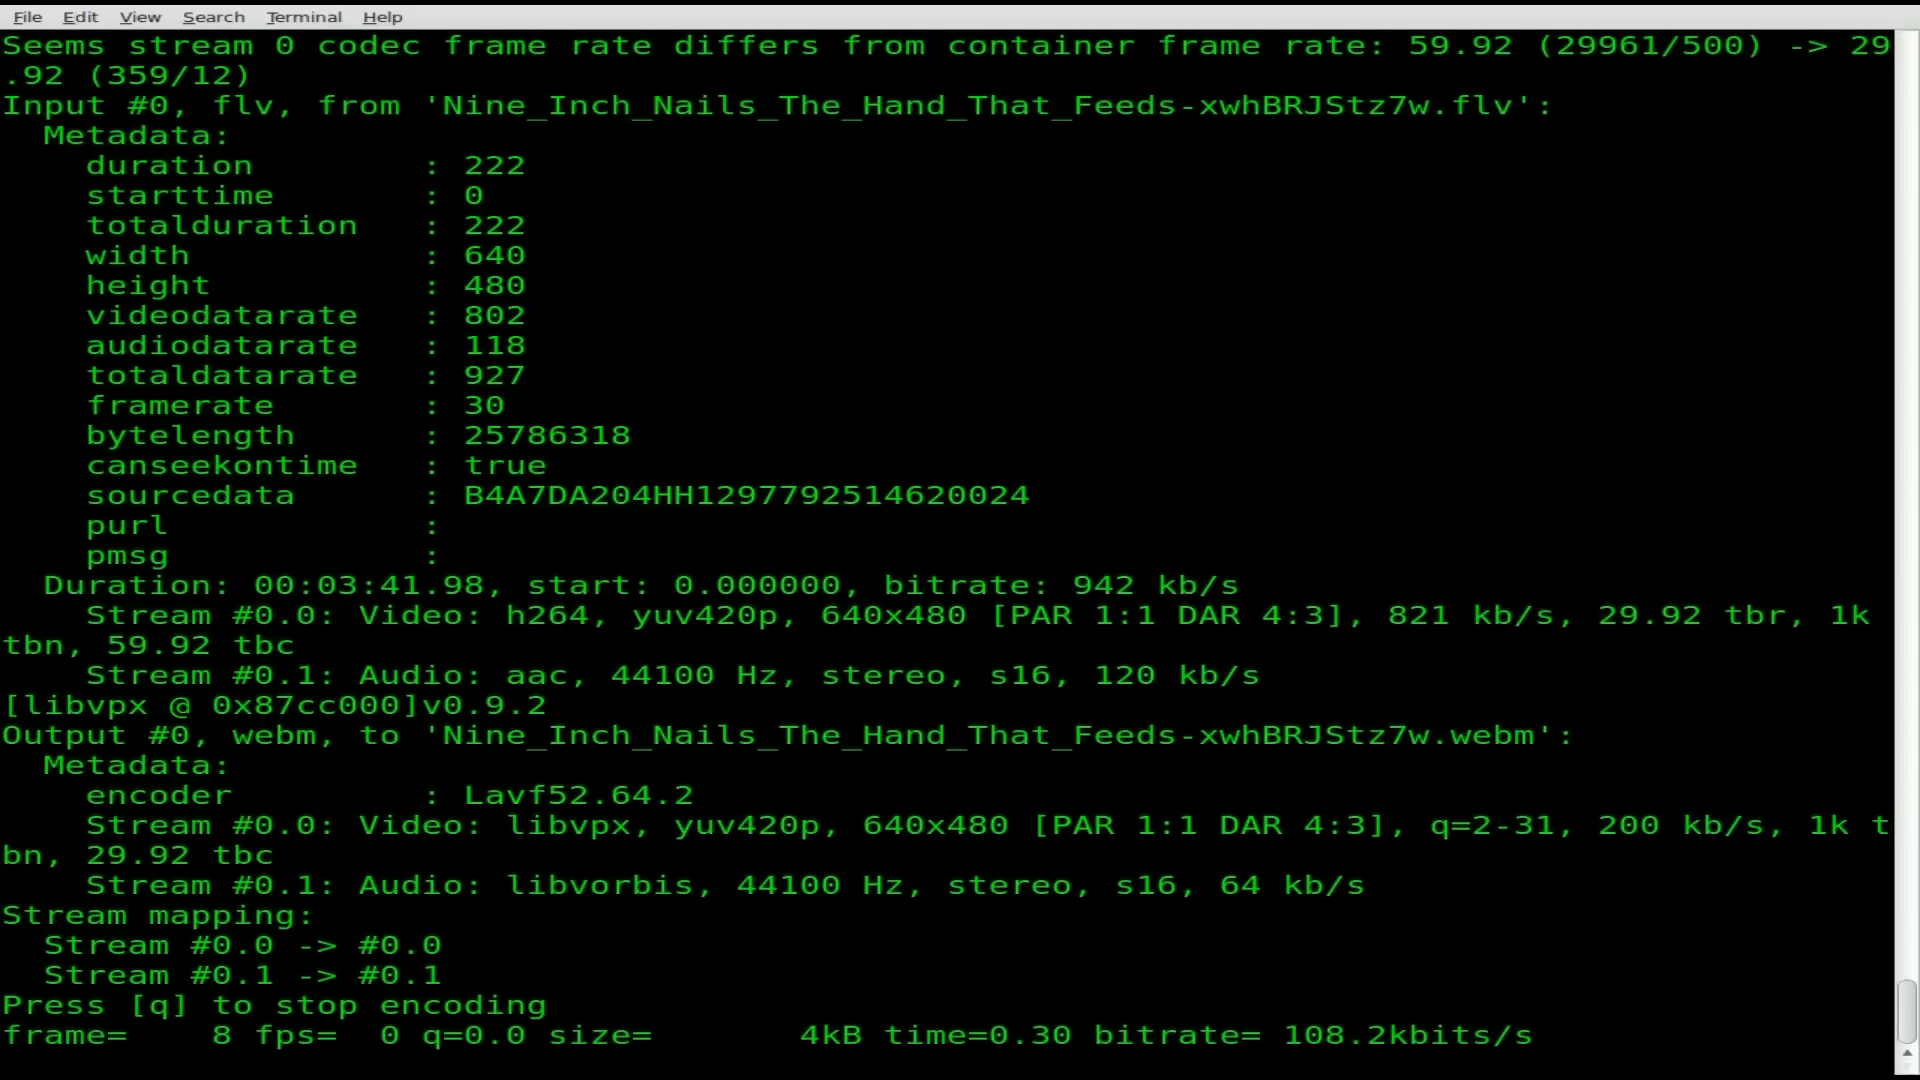 File Edit View Search Terminal Help
Seems stream 0 codec frame rate differs from container frame rate: 59.92 (29961/500) -> 29
.92 (359/12)
Input #0, flv, from 'Nine_Inch_Nails_The_Hand_That_Feeds-xwhBRJStz7w.flv':
  Metadata:
    duration        : 222
    starttime       : 0
    totalduration   : 222
    width           : 640
    height          : 480
    videodatarate   : 802
    audiodatarate   : 118
    totaldatarate   : 927
    framerate       : 30
    bytelength      : 25786318
    canseekontime   : true
    sourcedata      : B4A7DA204HH1297792514620024
    purl            :
    pmsg            :
  Duration: 00:03:41.98, start: 0.000000, bitrate: 942 kb/s
    Stream #0.0: Video: h264, yuv420p, 640x480 [PAR 1:1 DAR 4:3], 821 kb/s, 29.92 tbr, 1k
tbn, 59.92 tbc
    Stream #0.1: Audio: aac, 44100 Hz, stereo, s16, 120 kb/s
[libvpx @ 0x87cc000]v0.9.2
Output #0, webm, to 'Nine_Inch_Nails_The_Hand_That_Feeds-xwhBRJStz7w.webm':
  Metadata:
    encoder         : Lavf52.64.2
    Stream #0.0: Video: libvpx, yuv420p, 640x480 [PAR 1:1 DAR 4:3], q=2-31, 200 kb/s, 1k t
bn, 29.92 tbc
    Stream #0.1: Audio: libvorbis, 44100 Hz, stereo, s16, 64 kb/s
Stream mapping:
  Stream #0.0 -> #0.0
  Stream #0.1 -> #0.1
Press [q] to stop encoding
frame=    8 fps=  0 q=0.0 size=       4kB time=0.30 bitrate= 108.2kbits/s